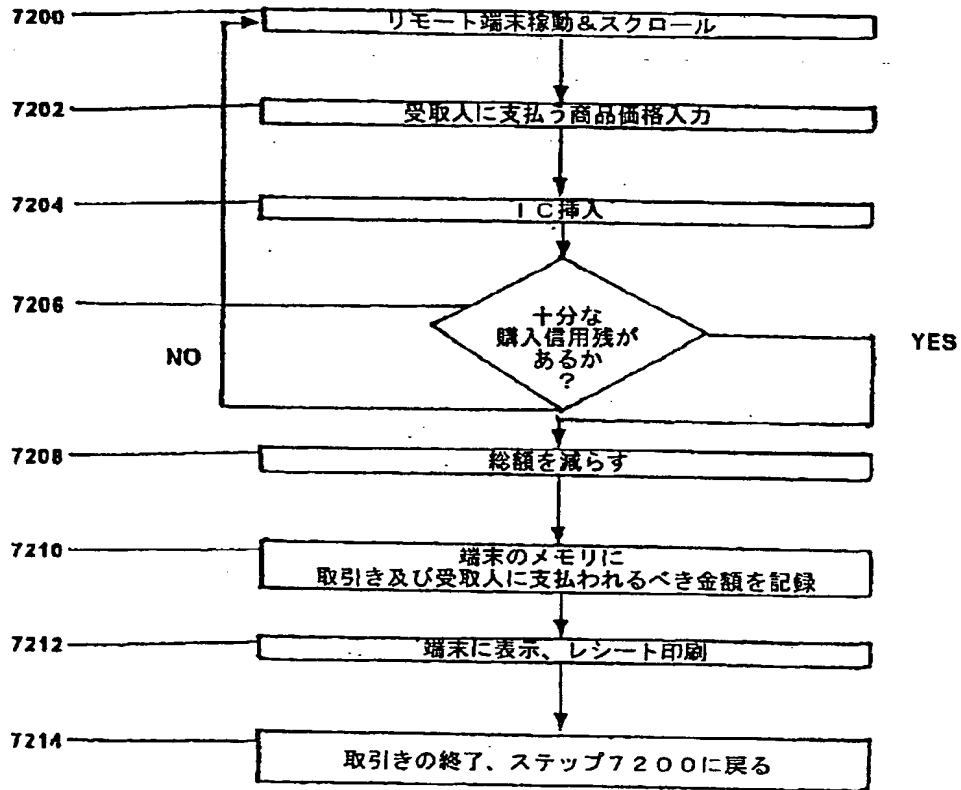 7200
リモート端末稼動&スクロール
7202
受取人に支払う商品価格入力
7204
IC挿入
7206
十分な
購入信用残が
あるか
?
NO
YES
7208
総額を減らす
7210
端末のメモリに
取引き及び受取人に支払われるべき金額を記録
7212
端末に表示、レシート印刷
7214
取引きの終了、ステップ7200に戻る